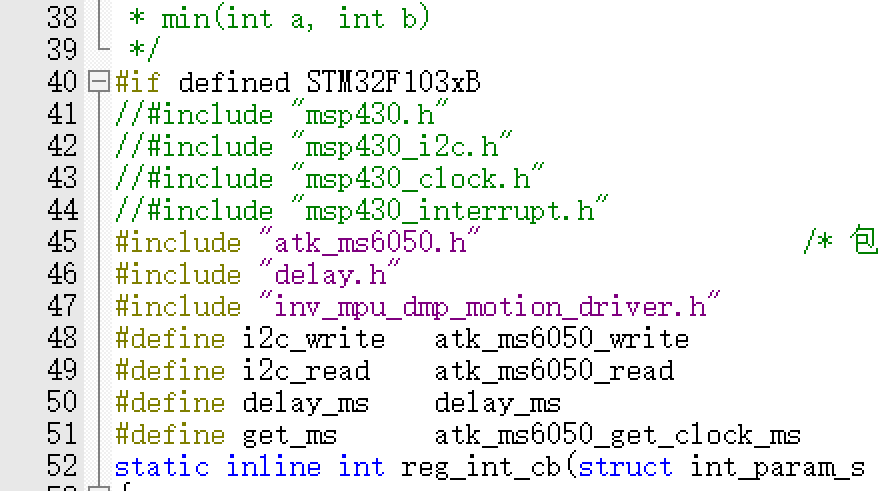 38 * min(int a, int b)
39 */
40 #if defined STM32F103xB
41 //#include "msp430.h"
42 //#include "msp430_i2c.h"
43 //#include "msp430_clock.h"
44 //#include "msp430_interrupt.h"
45 #include "atk_ms6050.h" /* 包
46 #include "delay.h"
47 #include "inv_mpu_dmp_motion_driver.h"
48 #define i2c_write atk_ms6050_write
49 #define i2c_read atk_ms6050_read
50 #define delay_ms delay_ms
51 #define get_ms atk_ms6050_get_clock_ms
52 static inline int reg_int_cb(struct int_param_s